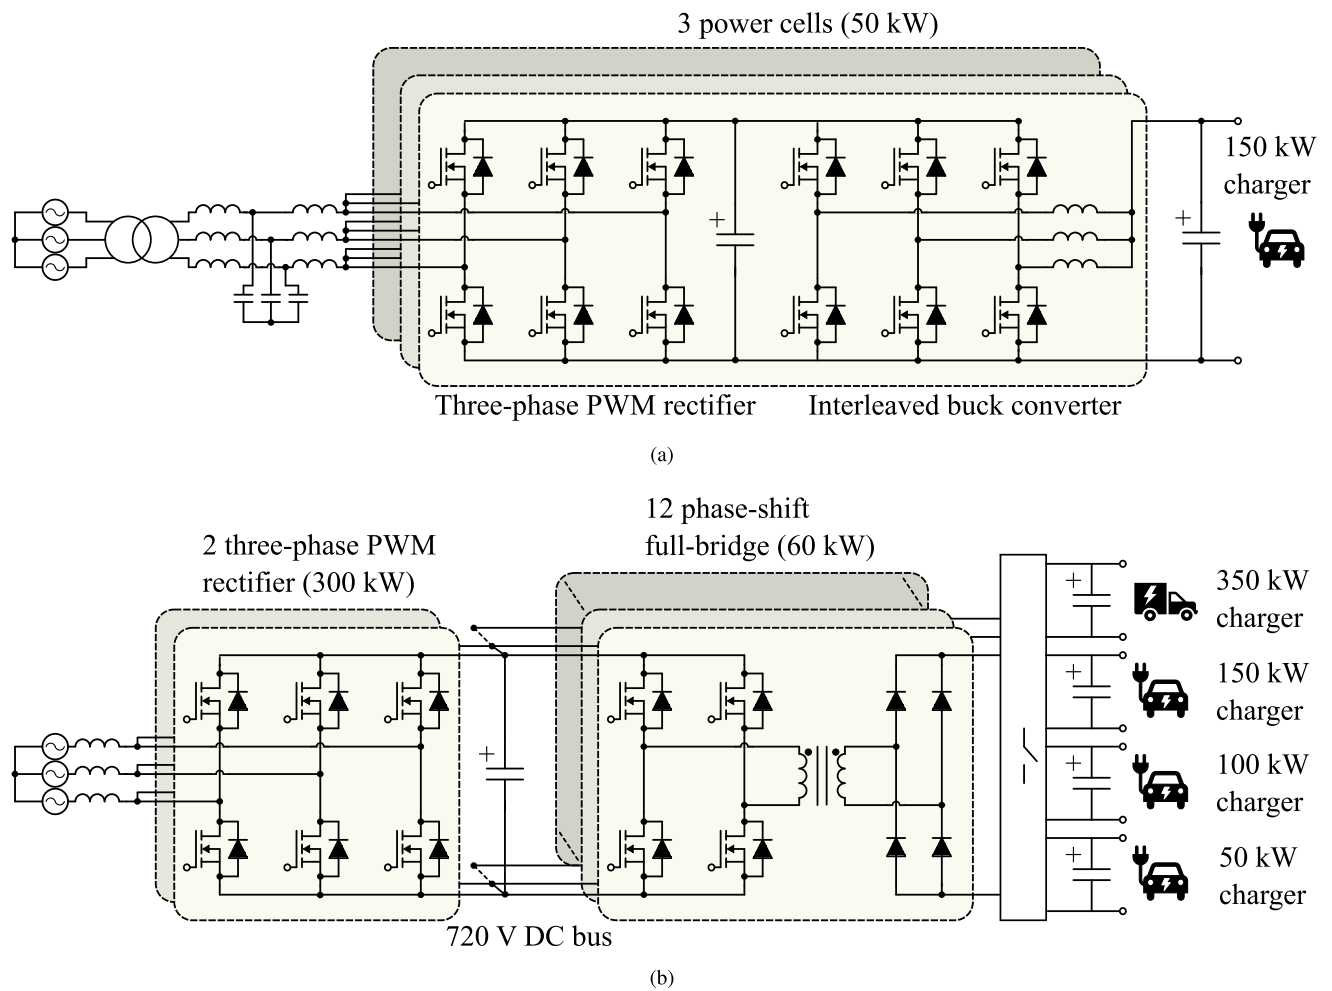 3 power cells (50 kW)
+
+
150 kW
charger
Three-phase PWM rectifier
Interleaved buck converter
(a)
12 phase-shift
full-bridge (60 kW)
2 three-phase PWM
rectifier (300 kW)
+
+
350 kW
charger
+
150 kW
charger
+
100 kW
charger
+
50 kW
charger
720 V DC bus
(b)